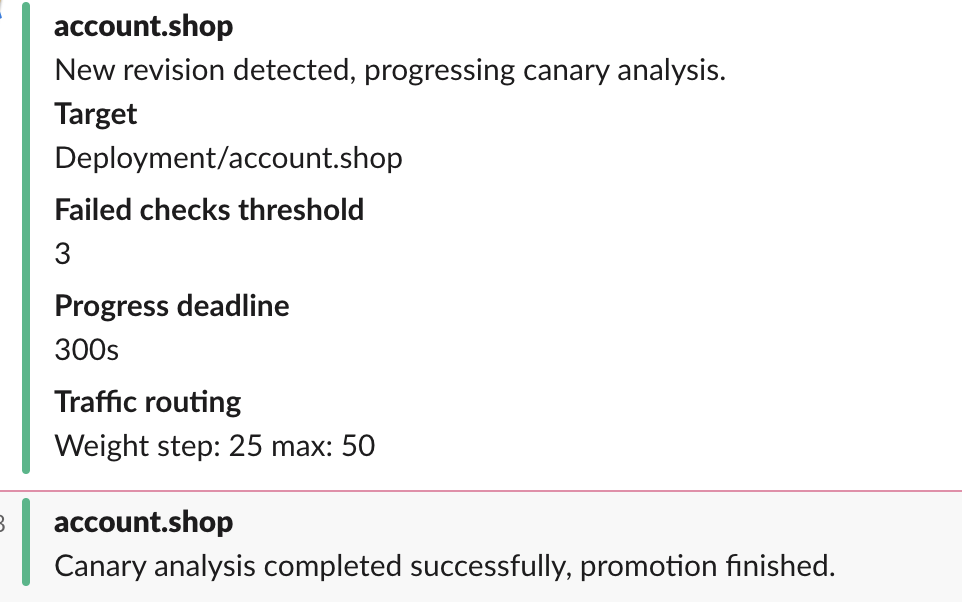 account.shop
New revision detected, progressing canary analysis.
Target
Deployment/account.shop
Failed checks threshold
3
Progress deadline
300s
Traffic routing
Weight step: 25 max: 50
account.shop
Canary analysis completed successfully, promotion finished.